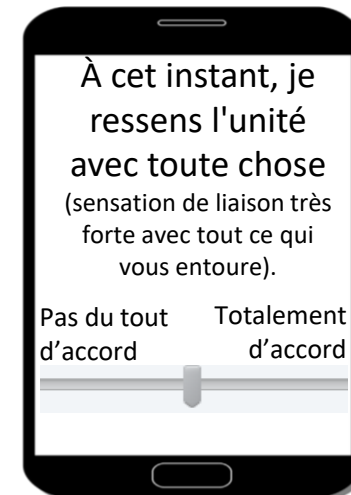 À cet instant, je
ressens l'unité
avec toute chose
(sensation de liaison très
forte avec tout ce qui
vous entoure).
Pas du tout Totalement
d’accord d’accord